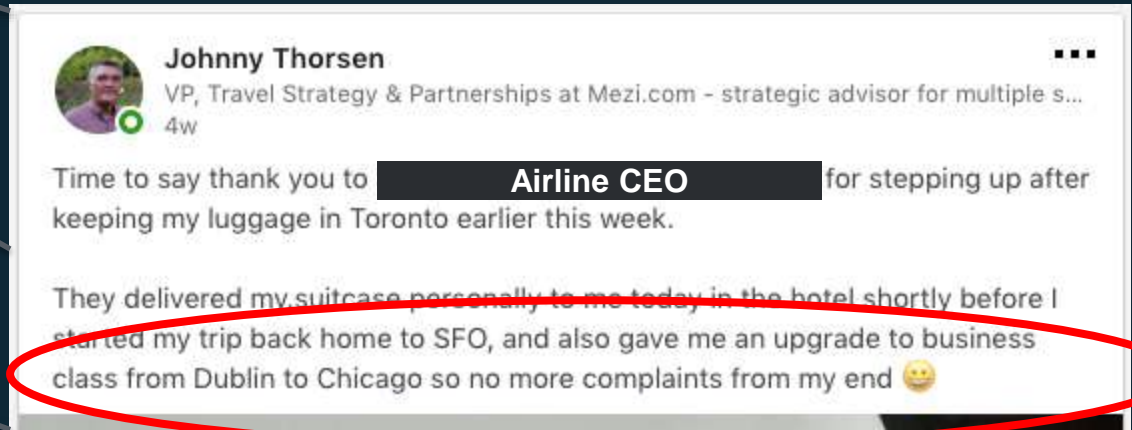 Johnny Thorsen
VP, Travel Strategy & Partnerships at Mezi.com - strategic advisor for multiple s...
4w
Time to say thank you to Airline CEO for stepping up after
keeping my luggage in Toronto earlier this week.
They delivered my suitcase personally to me today in the hotel shortly before I
started my trip back home to SFO, and also gave me an upgrade to business
class from Dublin to Chicago so no more complaints from my end 😀